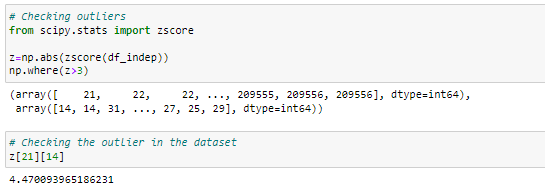 # Checking outliers
from scipy.stats import zscore
z=np.abs(zscore(df_indep))
np.where(z>3)
(array([    21,     22,     22, ..., 209555, 209556, 209556], dtype=int64),
 array([14, 14, 31, ..., 27, 25, 29], dtype=int64))
# Checking the outlier in the dataset
z[21][14]
4.470093965186231